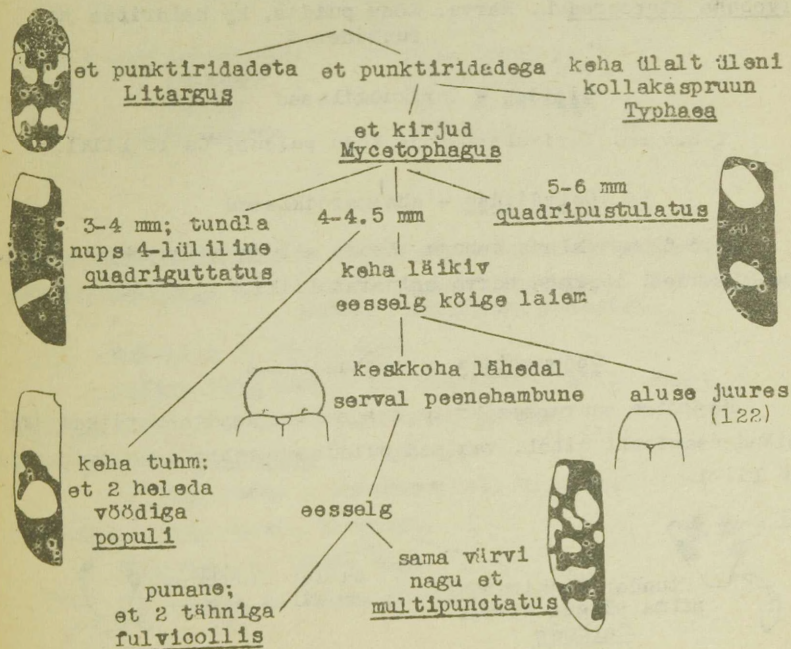 et punktiridadeta
Litargus
et punktiridadega
keha ülalt üleni
kollakaspruun
Typhaea
et kirjud
Mycetophagus
3-4 mm; tundla
nups 4-lüliline
quadriguttatus
4-4.5 mm
5-6 mm
quadripustulatus
keha läikiv
eesselg kõige laiem
keskkoha lähedal
serval peenehambune
aluse juures
(122)
keha tuhm;
et 2 heleda
vöödiga
populi
eesselg
punane;
et 2 tähniga
fulvicollis
sama värvi
nagu et
multipunctatus